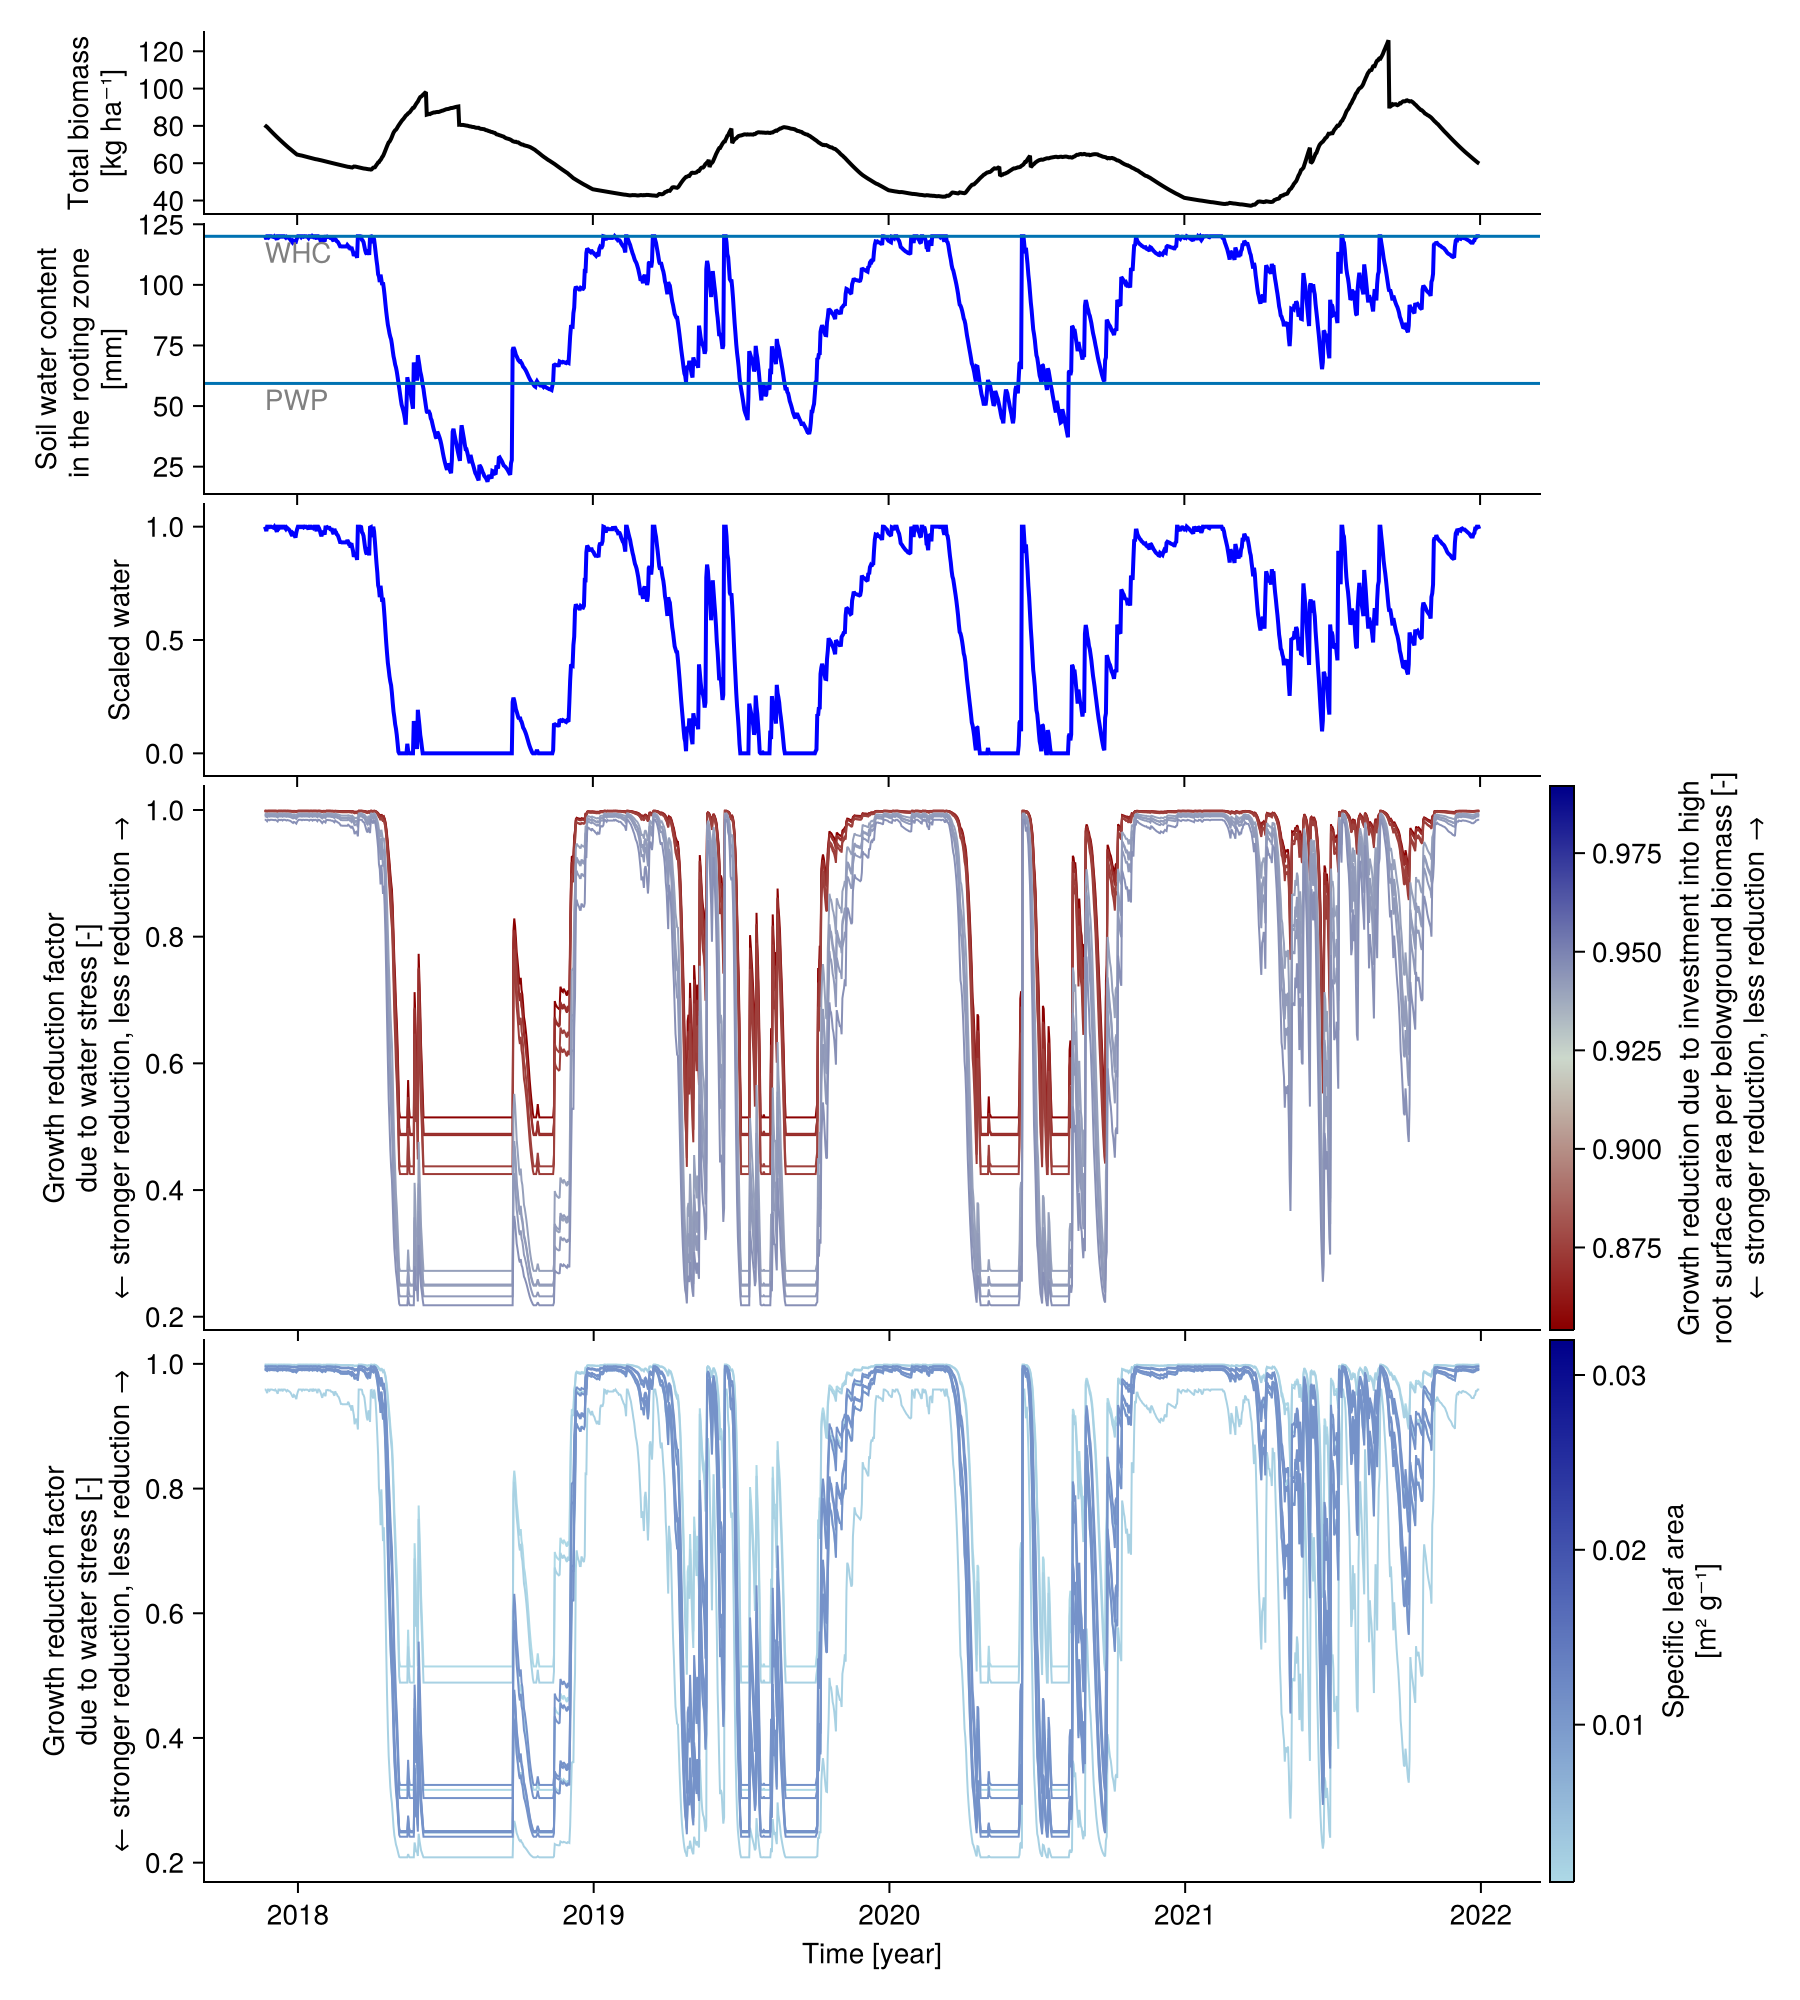 Total biomass
[kg ha⁻¹]
120
100
80
60
40
Soil water content
in the rooting zone
[mm]
125
100
75
50
25
WHC
PWP
Scaled water
1.0
0.5
0.0
Growth reduction factor
due to water stress [-]
← stronger reduction, less reduction →
1.0
0.8
0.6
0.4
0.2
0.975
0.950
0.925
0.900
0.875
Growth reduction due to investment into high
root surface area per belowground biomass [-]
← stronger reduction, less reduction →
Growth reduction factor
due to water stress [-]
← stronger reduction, less reduction →
1.0
0.8
0.6
0.4
0.2
0.03
0.02
0.01
Specific leaf area
[m² g⁻¹]
2018
2019
2020
2021
2022
Time [year]